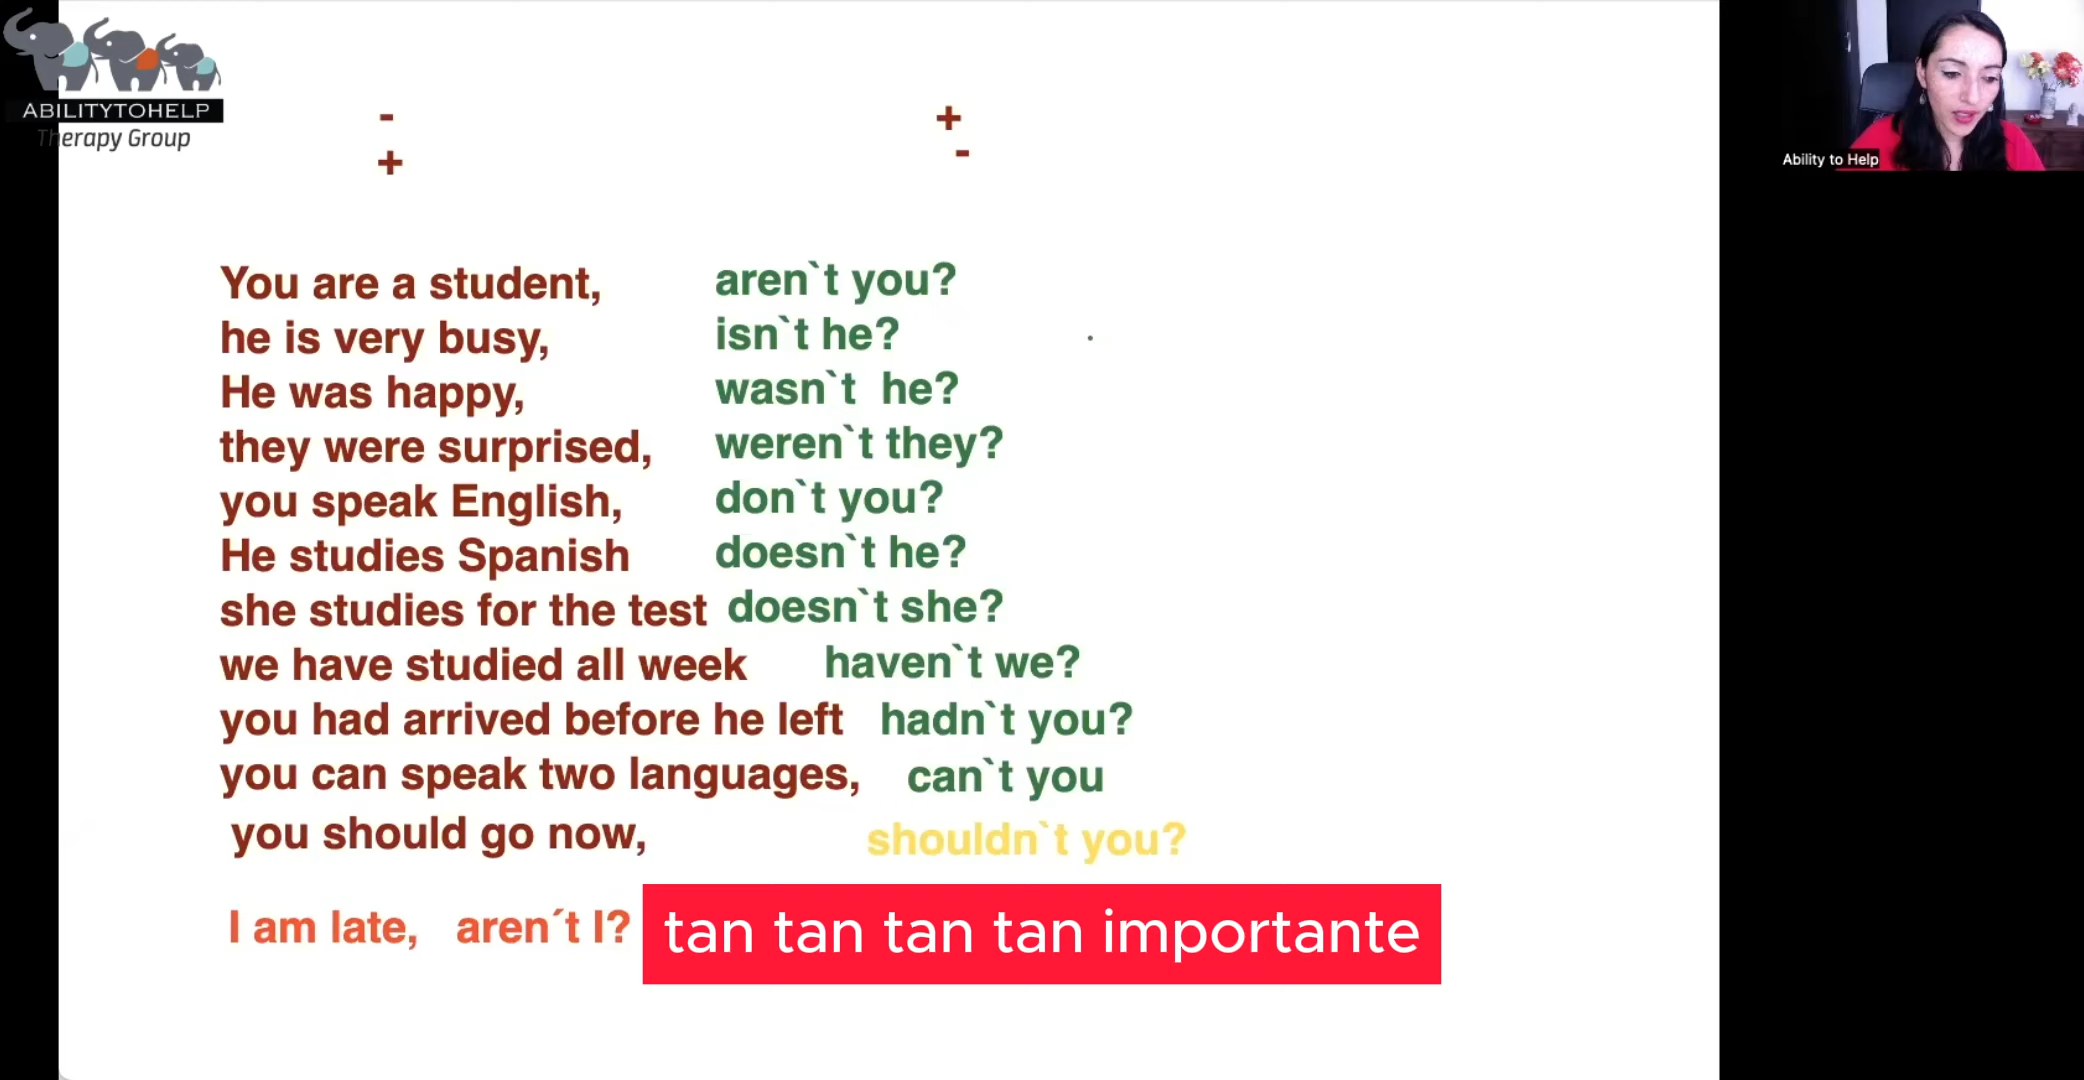 ABILITYTOHELP
Therapy Group
- +
+ -
Ability to Help
You are a student, aren`t you?
he is very busy, isn`t he?
He was happy, wasn`t he?
they were surprised, weren`t they?
you speak English, don`t you?
He studies Spanish doesn`t he?
she studies for the test doesn`t she?
we have studied all week haven`t we?
you had arrived before he left hadn`t you?
you can speak two languages, can`t you
you should go now, shouldn`t you?
I am late, aren´t I?
tan tan tan tan importante